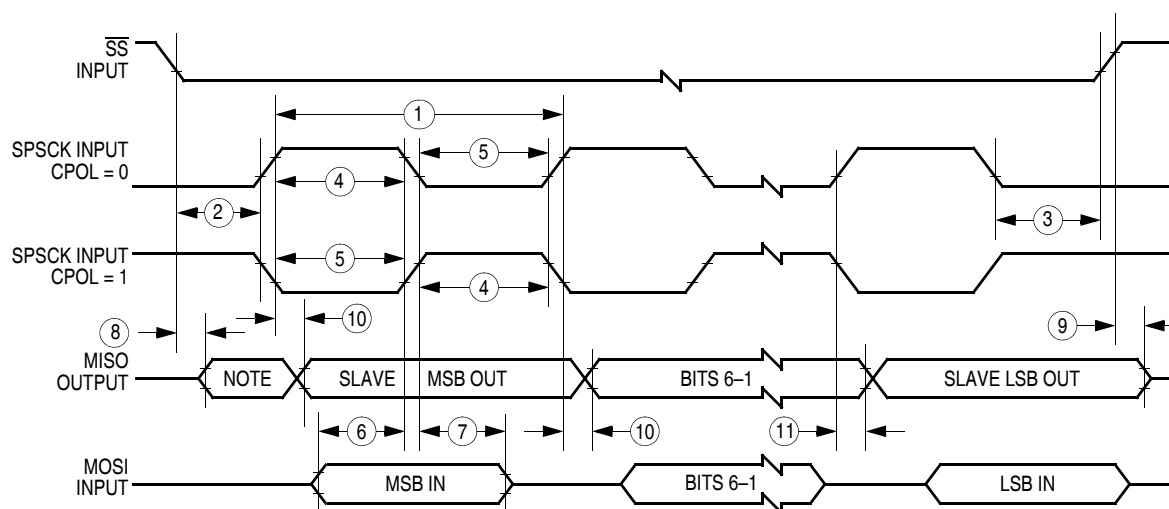 SS
INPUT
1
SPSCK INPUT
CPOL = 0
5
4
2
3
SPSCK INPUT
CPOL = 1
5
4
8
10
9
MISO
OUTPUT
NOTE
SLAVE MSB OUT
BITS 6–1
SLAVE LSB OUT
6
7
10
11
MOSI
INPUT
MSB IN
BITS 6–1
LSB IN